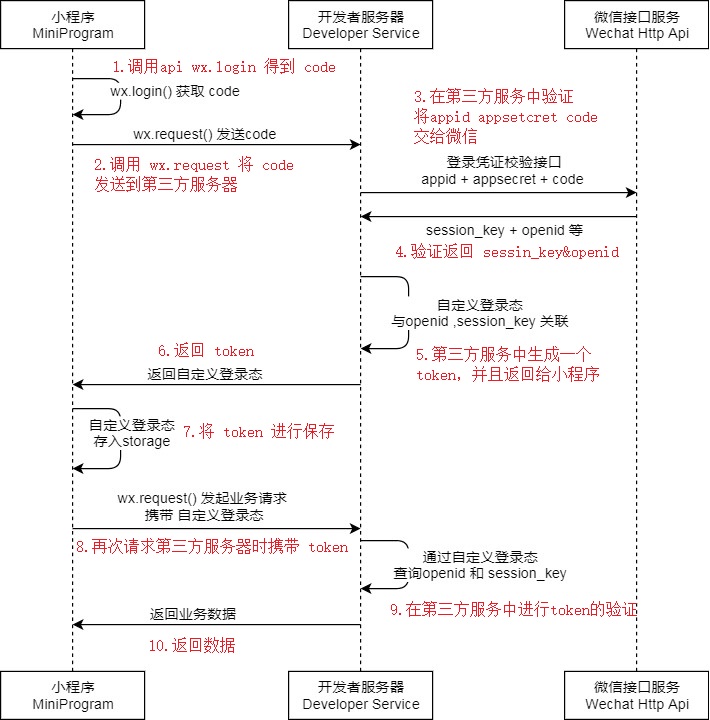 小程序
MiniProgram
开发者服务器
Developer Service
微信接口服务
Wechat Http Api
1.调用api wx.login 得到 code
wx.login() 获取 code
3.在第三方服务中验证
将appid appsetcret code
交给微信
wx.request() 发送code
2.调用 wx.request 将 code
发送到第三方服务器
登录凭证校验接口
appid + appsecret + code
session_key + openid 等
4.验证返回 sessin_key&openid
自定义登录态
与openid ,session_key 关联
6.返回 token
5.第三方服务中生成一个
token，并且返回给小程序
返回自定义登录态
自定义登录态
存入storage
7.将 token 进行保存
wx.request() 发起业务请求
携带 自定义登录态
8.再次请求第三方服务器时携带 token
通过自定义登录态
查询openid 和 session_key
9.在第三方服务中进行token的验证
返回业务数据
10.返回数据
小程序
MiniProgram
开发者服务器
Developer Service
微信接口服务
Wechat Http Api